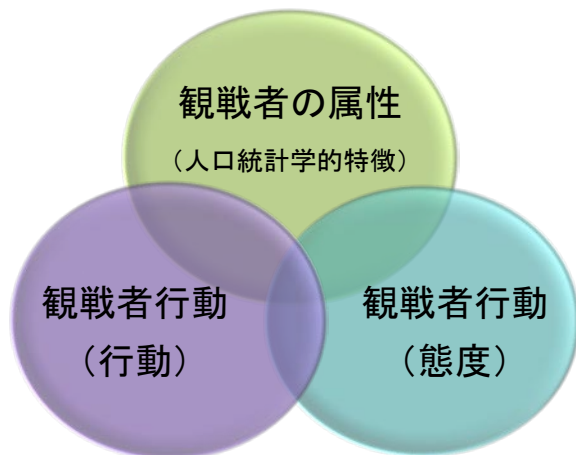 観戦者の属性
（人口統計学的特徴）
観戦者行動
（行動）
観戦者行動
（態度）